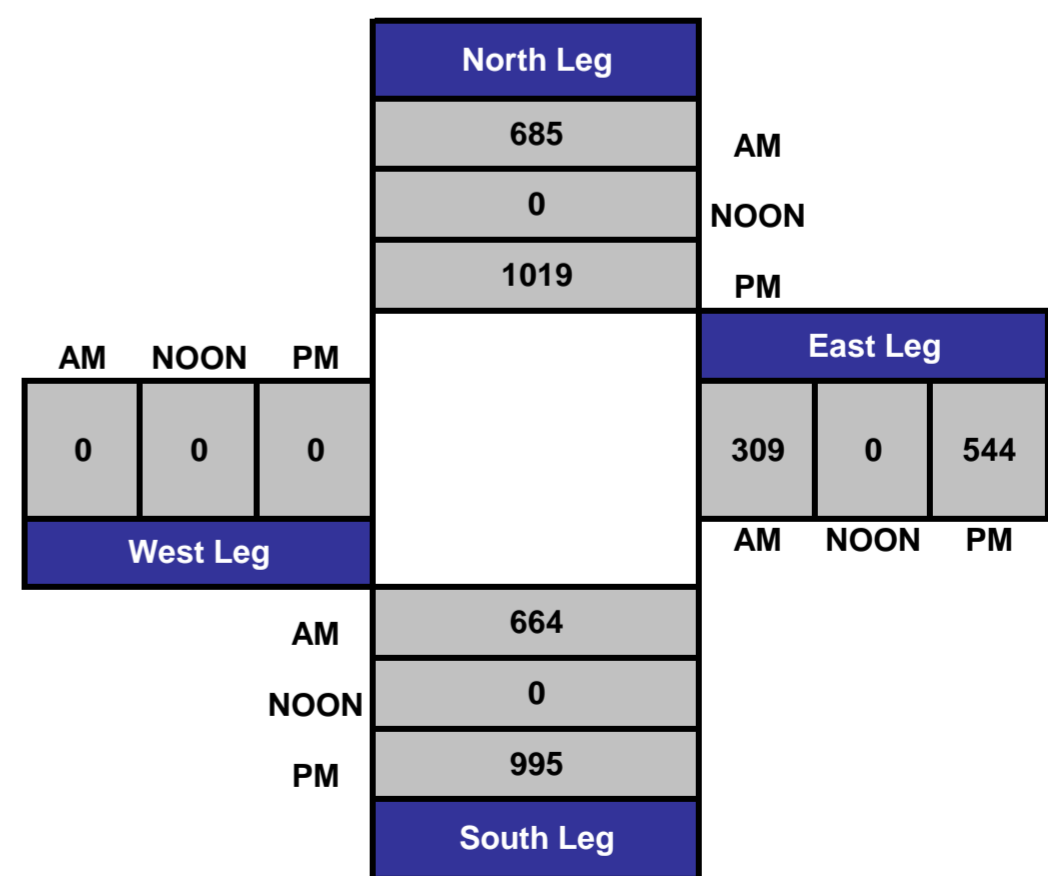 North Leg
685 AM
0 NOON
1019 PM
East Leg
AM NOON PM
0 0 0
309 0 544
West Leg
AM NOON PM
AM 664
NOON 0
PM 995
South Leg